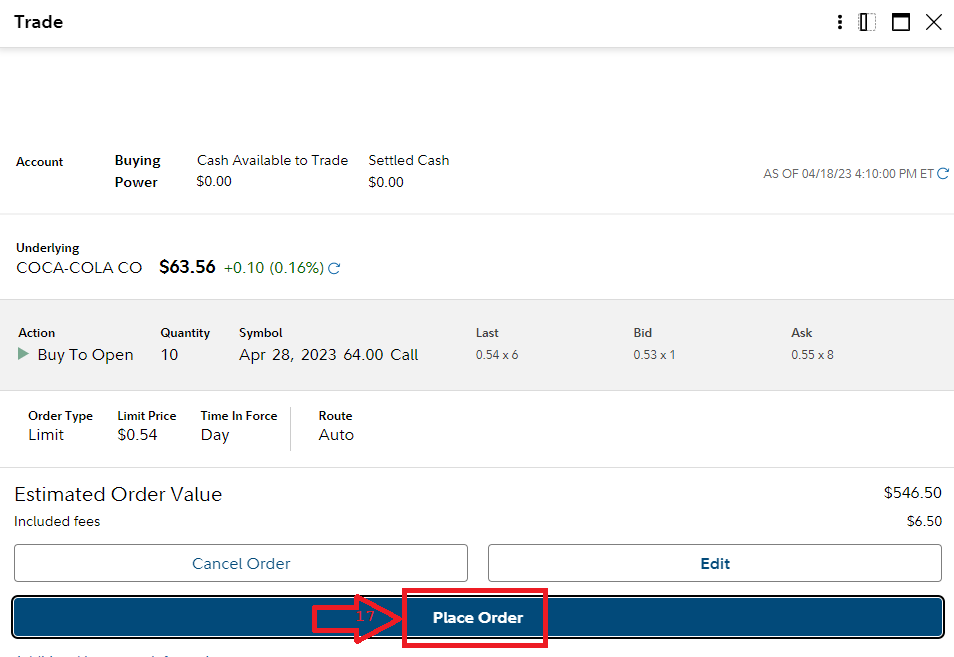 Trade
Account
Buying
Power
Cash Available to Trade
$0.00
Settled Cash
$0.00
AS OF 04/18/23 4:10:00 PM ET
Underlying
COCA-COLA CO $63.56 +0.10 (0.16%)
Action Quantity Symbol Last Bid Ask
Buy To Open 10 Apr 28, 2023 64.00 Call 0.54 x 6 0.53 x 1 0.55 x 8
Order Type Limit Price Time In Force Route
Limit $0.54 Day Auto
Estimated Order Value $546.50
Included fees $6.50
Cancel Order Edit
17 Place Order